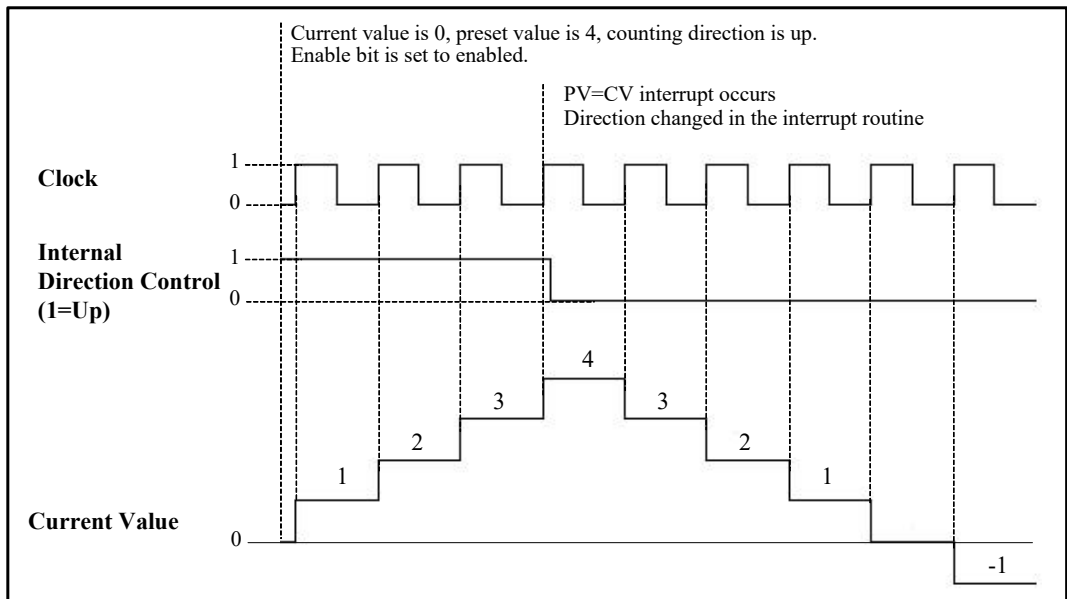 Current value is 0, preset value is 4, counting direction is up.
Enable bit is set to enabled.
PV=CV interrupt occurs
Direction changed in the interrupt routine
Clock
1
0
Internal
Direction Control
(1=Up)
1
0
4
3
3
2
2
1
1
Current Value
0
-1